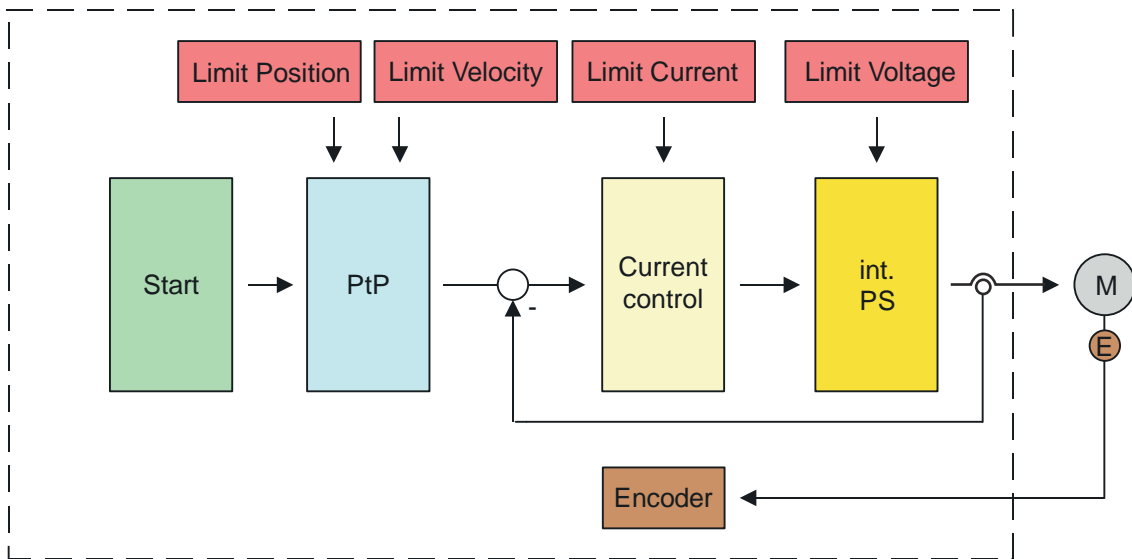 Limit Position
Limit Velocity
Limit Current
Limit Voltage
Start
PtP
Current
control
int.
PS
M
-
E
Encoder